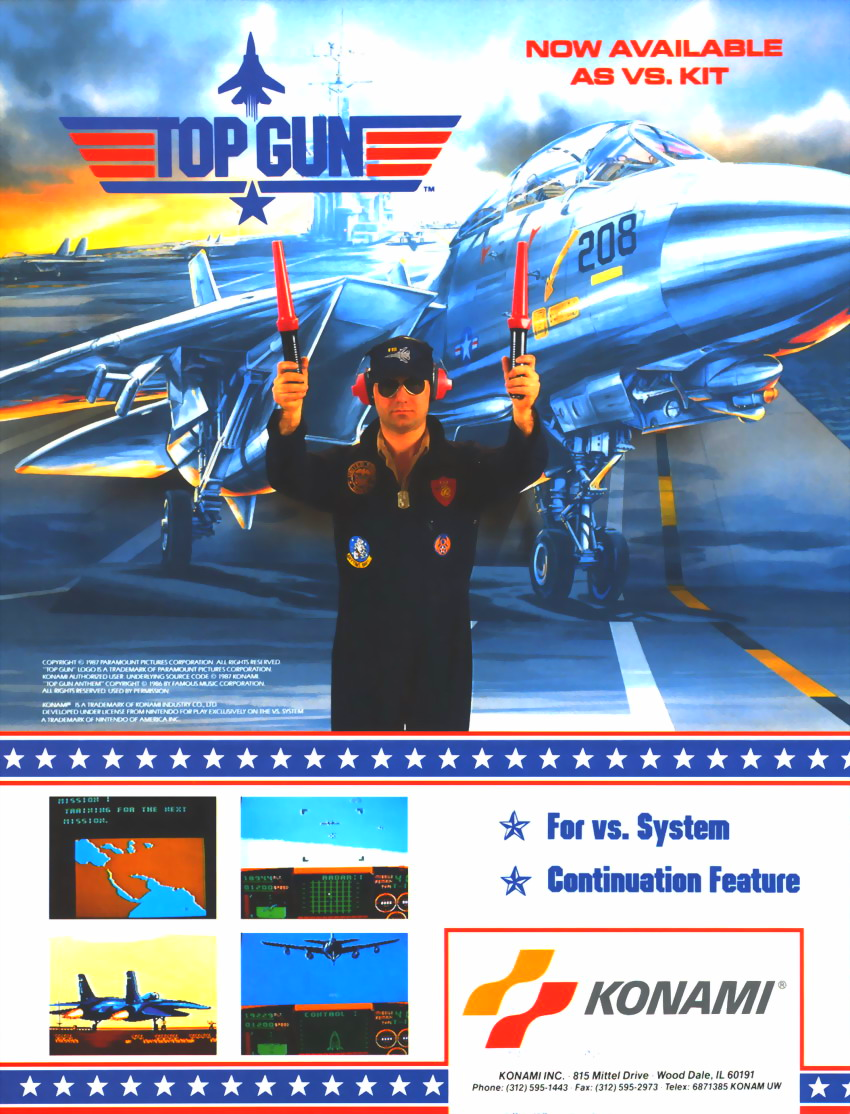 NOW AVAILABLE
AS VS. KIT
TOP GUN™
208
COPYRIGHT © 1987 PARAMOUNT PICTURES CORPORATION. ALL RIGHTS RESERVED.
"TOP GUN" LOGO IS A TRADEMARK OF PARAMOUNT PICTURES CORPORATION.
KONAMI AUTHORIZED USER. UNDERLYING SOURCE CODE © 1987 KONAMI.
"TOP GUN ANTHEM" COPYRIGHT © 1986 BY FAMOUS MUSIC CORPORATION.
ALL RIGHTS RESERVED. USED BY PERMISSION.
KONAMI® IS A TRADEMARK OF KONAMI INDUSTRY CO., LTD.
DEVELOPED UNDER LICENSE FROM NINTENDO FOR PLAY EXCLUSIVELY ON THE VS. SYSTEM
A TRADEMARK OF NINTENDO OF AMERICA INC.
MISSION 1
TRAINING FOR THE NEXT
MISSION.
RADAR:1
CONTROL :
For vs. System
Continuation Feature
KONAMI®
KONAMI INC. · 815 Mittel Drive · Wood Dale, IL 60191
Phone: (312) 595-1443 · Fax: (312) 595-2973 · Telex: 6871385 KONAM UW